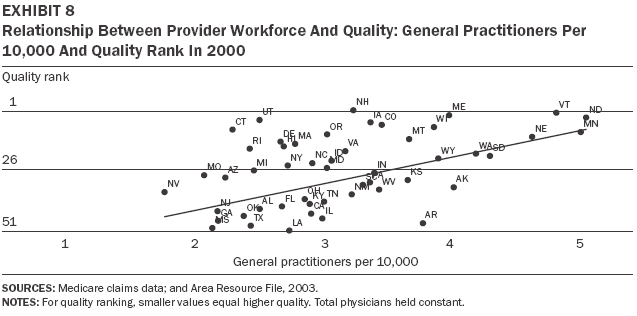 EXHIBIT 8
Relationship Between Provider Workforce And Quality: General Practitioners Per
10,000 And Quality Rank In 2000
Quality rank
1
NH
ME
VT
ND
UT
IA
CO
CT
WI
MN
DE
MA
OR
MT
NE
RI
RI
VA
ID
WA
SD
WY
NY
NC
MD
MI
26
MO
AZ
IN
KS
NV
SC
CA
WV
AK
NM
OH
KY
TN
NJ
AL
FL
GA
OK
CA
IL
MS
TX
LA
AR
51
1 2 3 4 5
General practitioners per 10,000
SOURCES: Medicare claims data; and Area Resource File, 2003.
NOTES: For quality ranking, smaller values equal higher quality. Total physicians held constant.